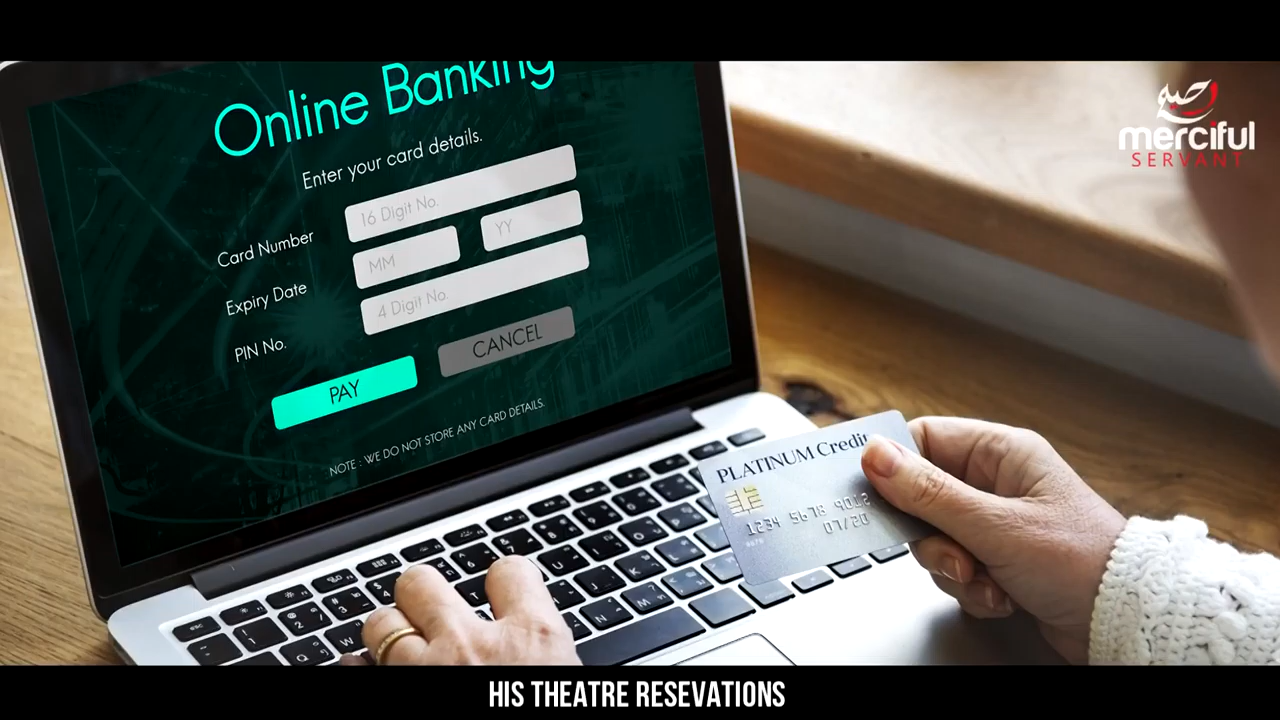 Online Banking
Enter your card details.
Card Number
16 Digit No.
Expiry Date
MM
YY
PIN No.
4 Digit No.
PAY
CANCEL
NOTE : WE DO NOT STORE ANY CARD DETAILS.
PLATINUM Credit
1234 5678 9012
07/20
merciful
SERVANT
HIS THEATRE RESEVATIONS